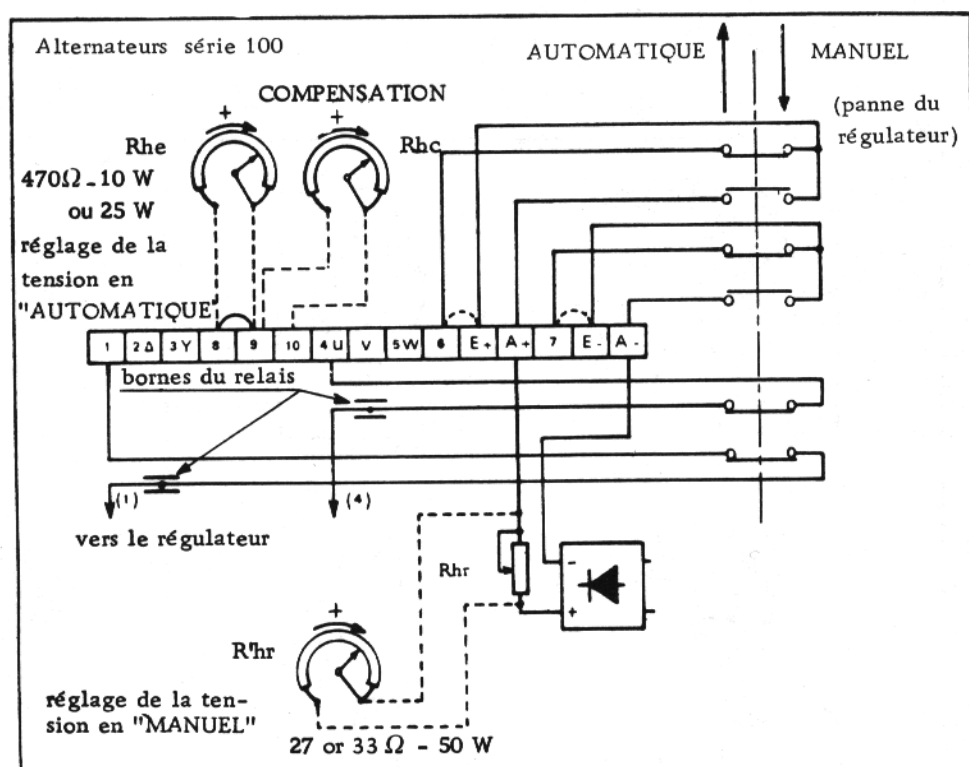 Alternateurs série 100
AUTOMATIQUE
MANUEL
(panne du
régulateur)
COMPENSATION
+
+
Rhe
Rhc
470Ω - 10 W
ou 25 W
réglage de la
tension en
"AUTOMATIQUE"
1 2Δ 3Y 8 9 10 4U V 5W 6 E+ A+ 7 E- A-
bornes du relais
(1)
(4)
vers le régulateur
Rhr
-
+
+
R'hr
réglage de la ten-
sion en "MANUEL"
27 or 33 Ω - 50 W